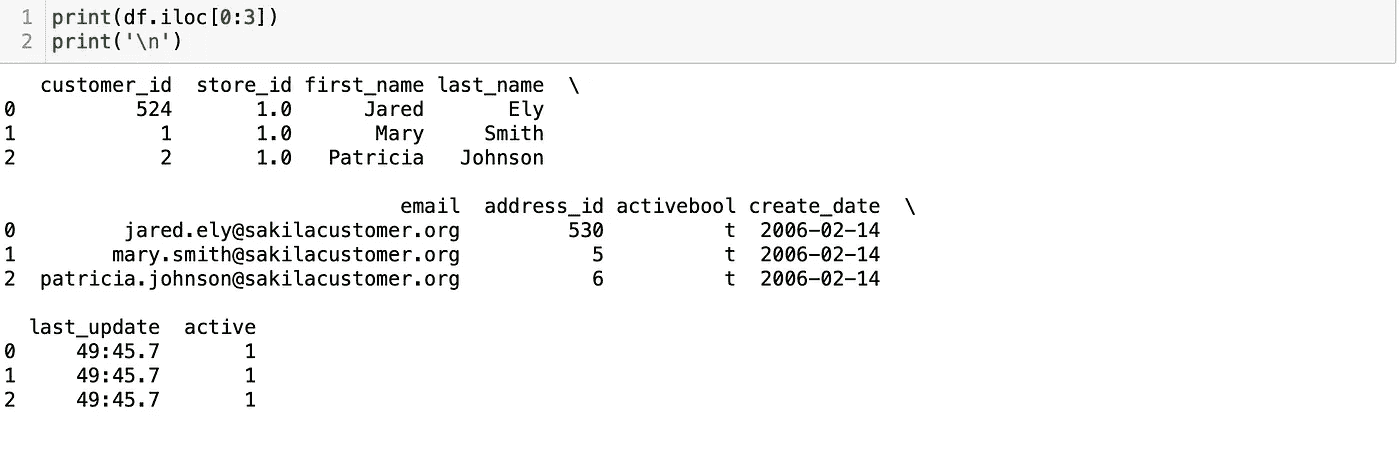 1 print(df.iloc[0:3])
2 print('\n')
customer_id store_id first_name last_name \
0 524 1.0 Jared Ely
1 1 1.0 Mary Smith
2 2 1.0 Patricia Johnson
email address_id activebool create_date \
0 jared.ely@sakilacustomer.org 530 t 2006-02-14
1 mary.smith@sakilacustomer.org 5 t 2006-02-14
2 patricia.johnson@sakilacustomer.org 6 t 2006-02-14
last_update active
0 49:45.7 1
1 49:45.7 1
2 49:45.7 1